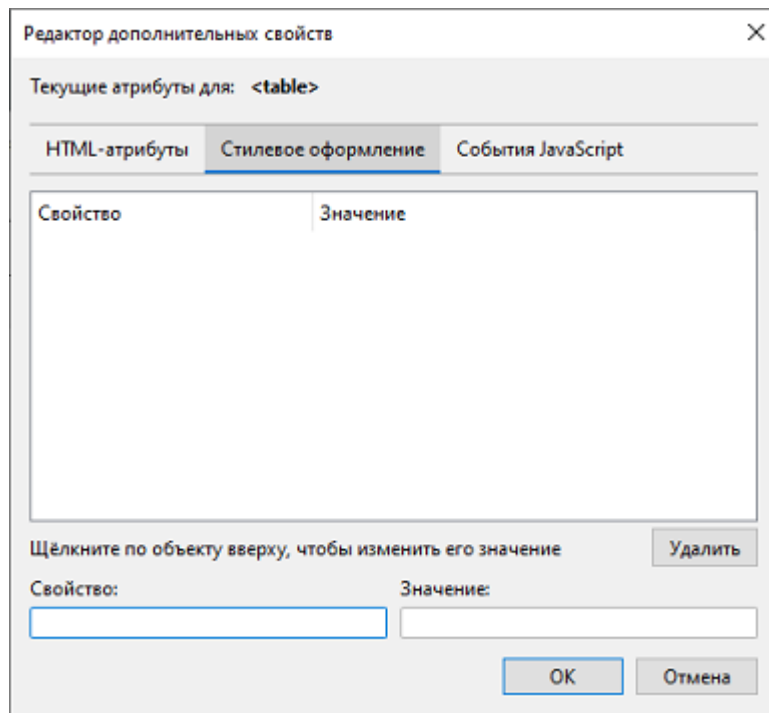 Редактор дополнительных свойств
Текущие атрибуты для: <table>
HTML-атрибуты Стилевое оформление События JavaScript
Свойство Значение
Щёлкните по объекту вверху, чтобы изменить его значение Удалить
Свойство: Значение:
ОК Отмена